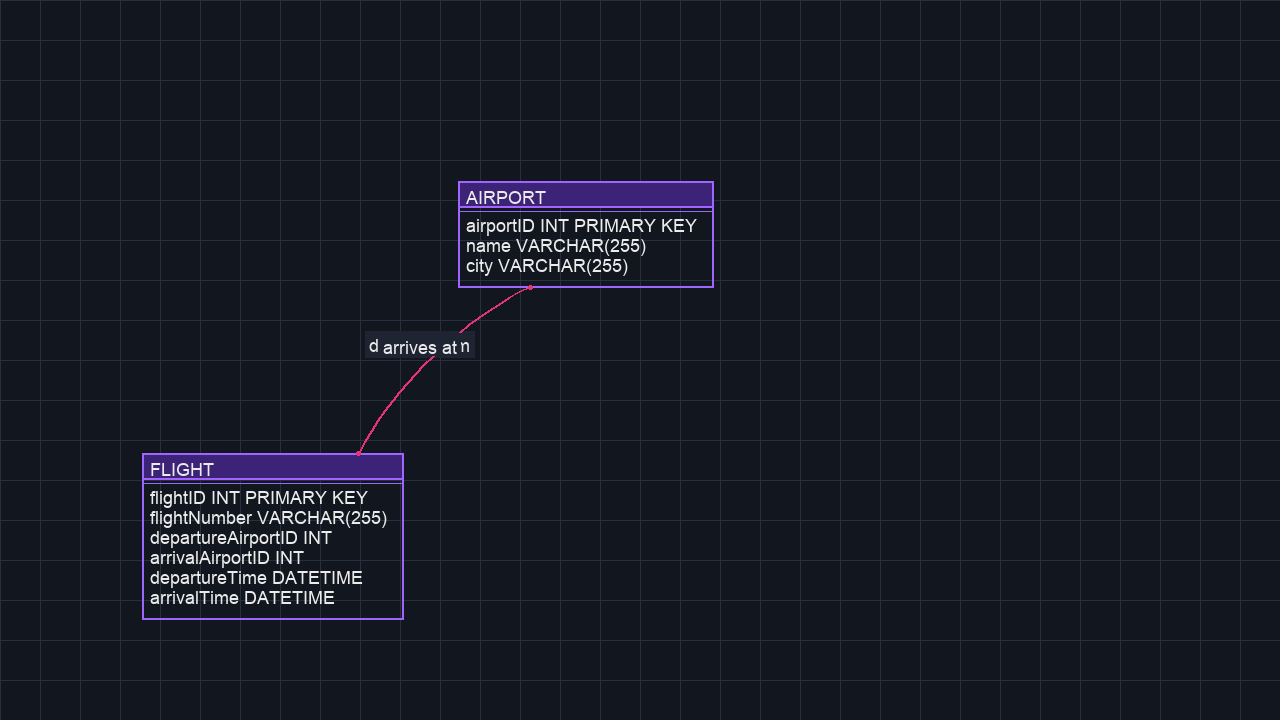 AIRPORT
airportID INT PRIMARY KEY
name VARCHAR(255)
city VARCHAR(255)
arrives at
FLIGHT
flightID INT PRIMARY KEY
flightNumber VARCHAR(255)
departureAirportID INT
arrivalAirportID INT
departureTime DATETIME
arrivalTime DATETIME